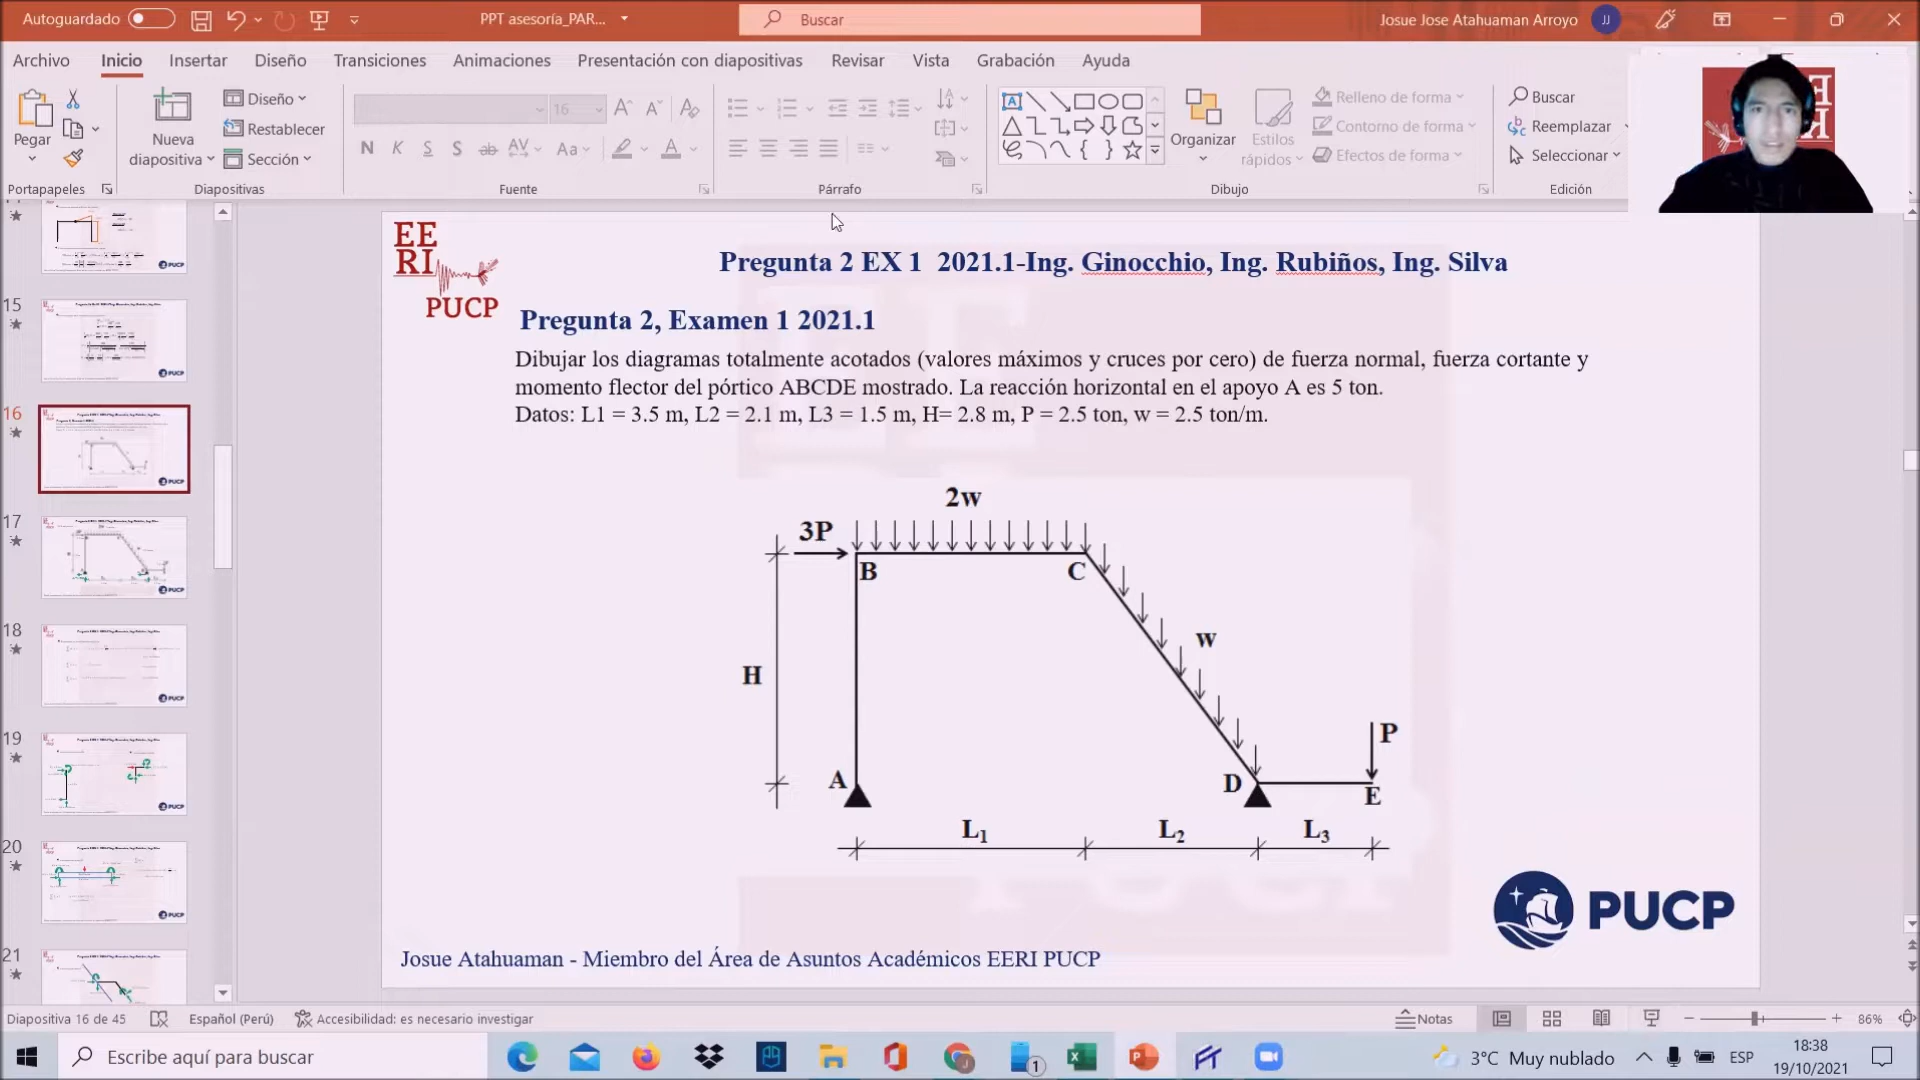 Autoguardado
PPT asesoría_PAR...
Buscar
Josue Jose Atahuaman Arroyo
JJ
Archivo
Inicio
Insertar
Diseño
Transiciones
Animaciones
Presentación con diapositivas
Revisar
Vista
Grabación
Ayuda
Pegar
Nueva
diapositiva
Diseño
Restablecer
Sección
16
N K S S ab AV Aa A
Relleno de forma
Contorno de forma
Efectos de forma
Organizar
Estilos
rápidos
Buscar
Reemplazar
Seleccionar
Portapapeles
Diapositivas
Fuente
Párrafo
Dibujo
Edición
15
16
17
18
19
20
21
EE
RI
PUCP
Pregunta 2 EX 1 2021.1-Ing. Ginocchio, Ing. Rubiños, Ing. Silva
Pregunta 2, Examen 1 2021.1
Dibujar los diagramas totalmente acotados (valores máximos y cruces por cero) de fuerza normal, fuerza cortante y
momento flector del pórtico ABCDE mostrado. La reacción horizontal en el apoyo A es 5 ton.
Datos: L1 = 3.5 m, L2 = 2.1 m, L3 = 1.5 m, H= 2.8 m, P = 2.5 ton, w = 2.5 ton/m.
2w
3P
B
C
w
H
P
A
D
E
L1
L2
L3
PUCP
Josue Atahuaman - Miembro del Área de Asuntos Académicos EERI PUCP
Diapositiva 16 de 45
Español (Perú)
Accesibilidad: es necesario investigar
Notas
86%
Escribe aquí para buscar
1
3°C Muy nublado
ESP
18:38
19/10/2021